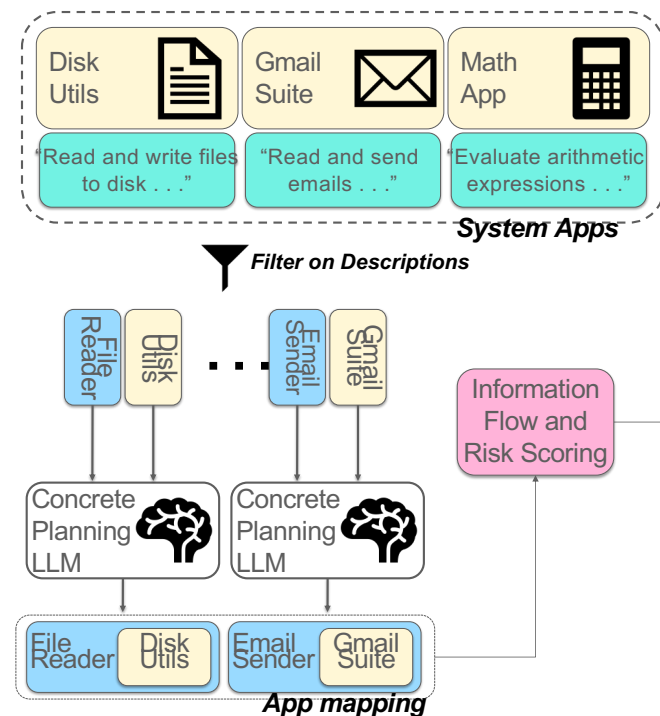 Disk
Utils
Gmail
Suite
Math
App
“Read and write files
to disk . . .”
“Read and send
emails . . .”
“Evaluate arithmetic
expressions . . .”
System Apps
Filter on Descriptions
File
Reader
Disk
Utils
Email
Sender
Gmail
Suite
Information
Flow and
Risk Scoring
Concrete
Planning
LLM
Concrete
Planning
LLM
File
Reader
Disk
Utils
Email
Sender
Gmail
Suite
App mapping